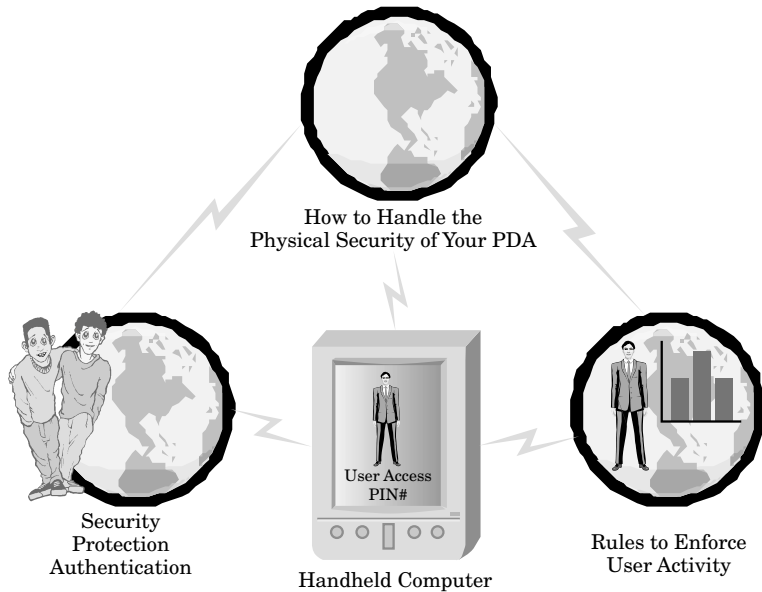 How to Handle the
Physical Security of Your PDA
User Access
PIN#
Security
Protection
Authentication
Handheld Computer
Rules to Enforce
User Activity